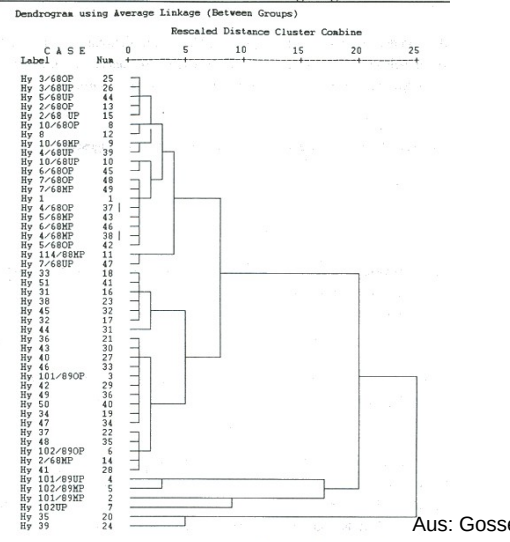 Dendrogram using Average Linkage (Between Groups)
Rescaled Distance Cluster Combine
C A S E 0 5 10 15 20 25
Label Num
Hy 3/68OP 25
Hy 3/68UP 26
Hy 5/68UP 44
Hy 2/68OP 13
Hy 2/68 UP 15
Hy 10/68OP 8
Hy 8 12
Hy 10/68MP 9
Hy 4/68UP 39
Hy 10/68UP 10
Hy 6/68OP 45
Hy 7/68OP 48
Hy 7/68MP 49
Hy 1 1
Hy 4/68OP 37
Hy 5/68MP 43
Hy 6/68MP 46
Hy 4/68MP 38
Hy 5/68OP 42
Hy 114/88MP 11
Hy 7/68UP 47
Hy 33 18
Hy 51 41
Hy 31 16
Hy 38 23
Hy 45 32
Hy 32 17
Hy 44 31
Hy 36 21
Hy 43 30
Hy 40 27
Hy 46 33
Hy 101/89OP 3
Hy 42 29
Hy 49 36
Hy 50 40
Hy 34 19
Hy 47 34
Hy 37 22
Hy 48 35
Hy 102/89OP 6
Hy 2/68MP 14
Hy 41 28
Hy 101/89UP 4
Hy 102/89MP 5
Hy 101/89MP 2
Hy 102UP 7
Hy 35 20
Hy 39 24
Aus: Gosse